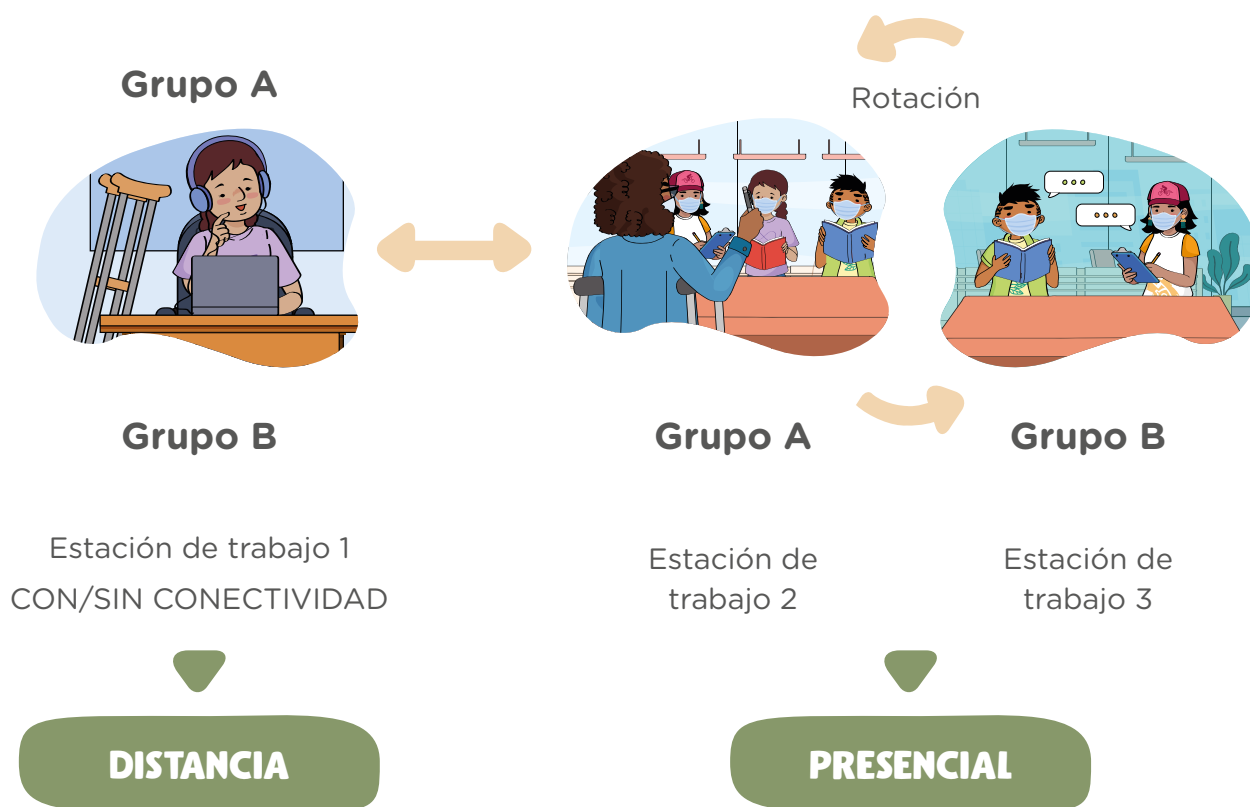 Grupo A
Rotación
Grupo B
Grupo A
Grupo B
Estación de trabajo 1
CON/SIN CONECTIVIDAD
Estación de
trabajo 2
Estación de
trabajo 3
DISTANCIA
PRESENCIAL